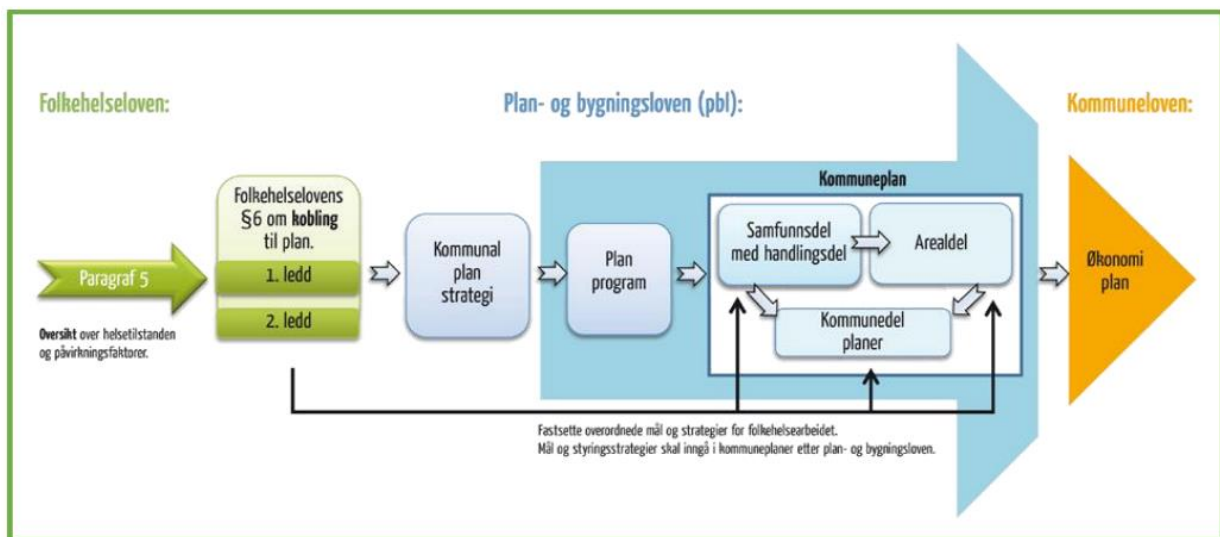 Folkehelseloven:
Plan- og bygningsloven (pbl):
Kommuneloven:
Paragraf 5
Oversikt over helsetilstanden
og påvirkningsfaktorer.
Folkehelselovens
§6 om kobling
til plan.
1. ledd
2. ledd
Kommunal
plan
strategi
Plan
program
Kommuneplan
Samfunnsdel
med handlingsdel
Arealdel
Kommunedel
planer
Økonomi
plan
Fastsette overordnede mål og strategier for folkehelsearbeidet.
Mål og styringsstrategier skal inngå i kommuneplaner etter plan- og bygningsloven.